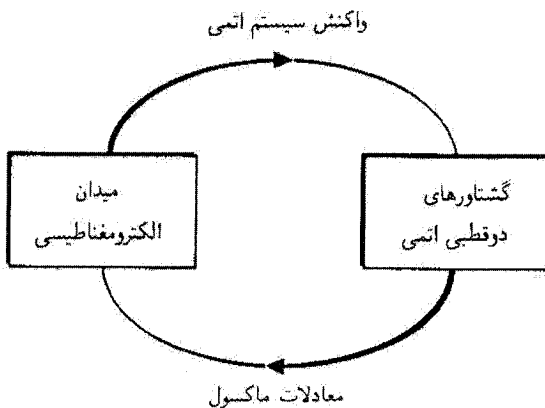 واکنش سیستم اتمی
گشتاورهای
دوقطبی اتمی
میدان
الکترومغناطیسی
معادلات ماکسول